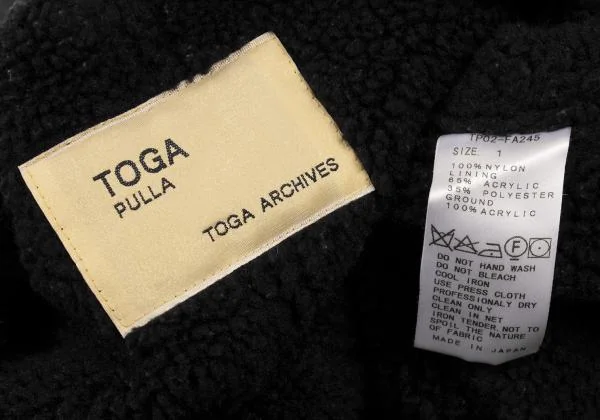 TOGA
PULLA
TOGA ARCHIVES
TP02-FA245
SIZE. 1
100% NYLON
LINING
65% ACRYLIC
35% POLYESTER
GROUND
100% ACRYLIC
F
DO NOT HAND WASH
DO NOT BLEACH
COOL IRON
USE PRESS CLOTH
PROFESSIONALY DRY
CLEAN ONLY
CLEAN IN NET
IRON TENDER, NOT TO
SPOIL THE NATURE
OF FABRIC
MADE IN JAPAN